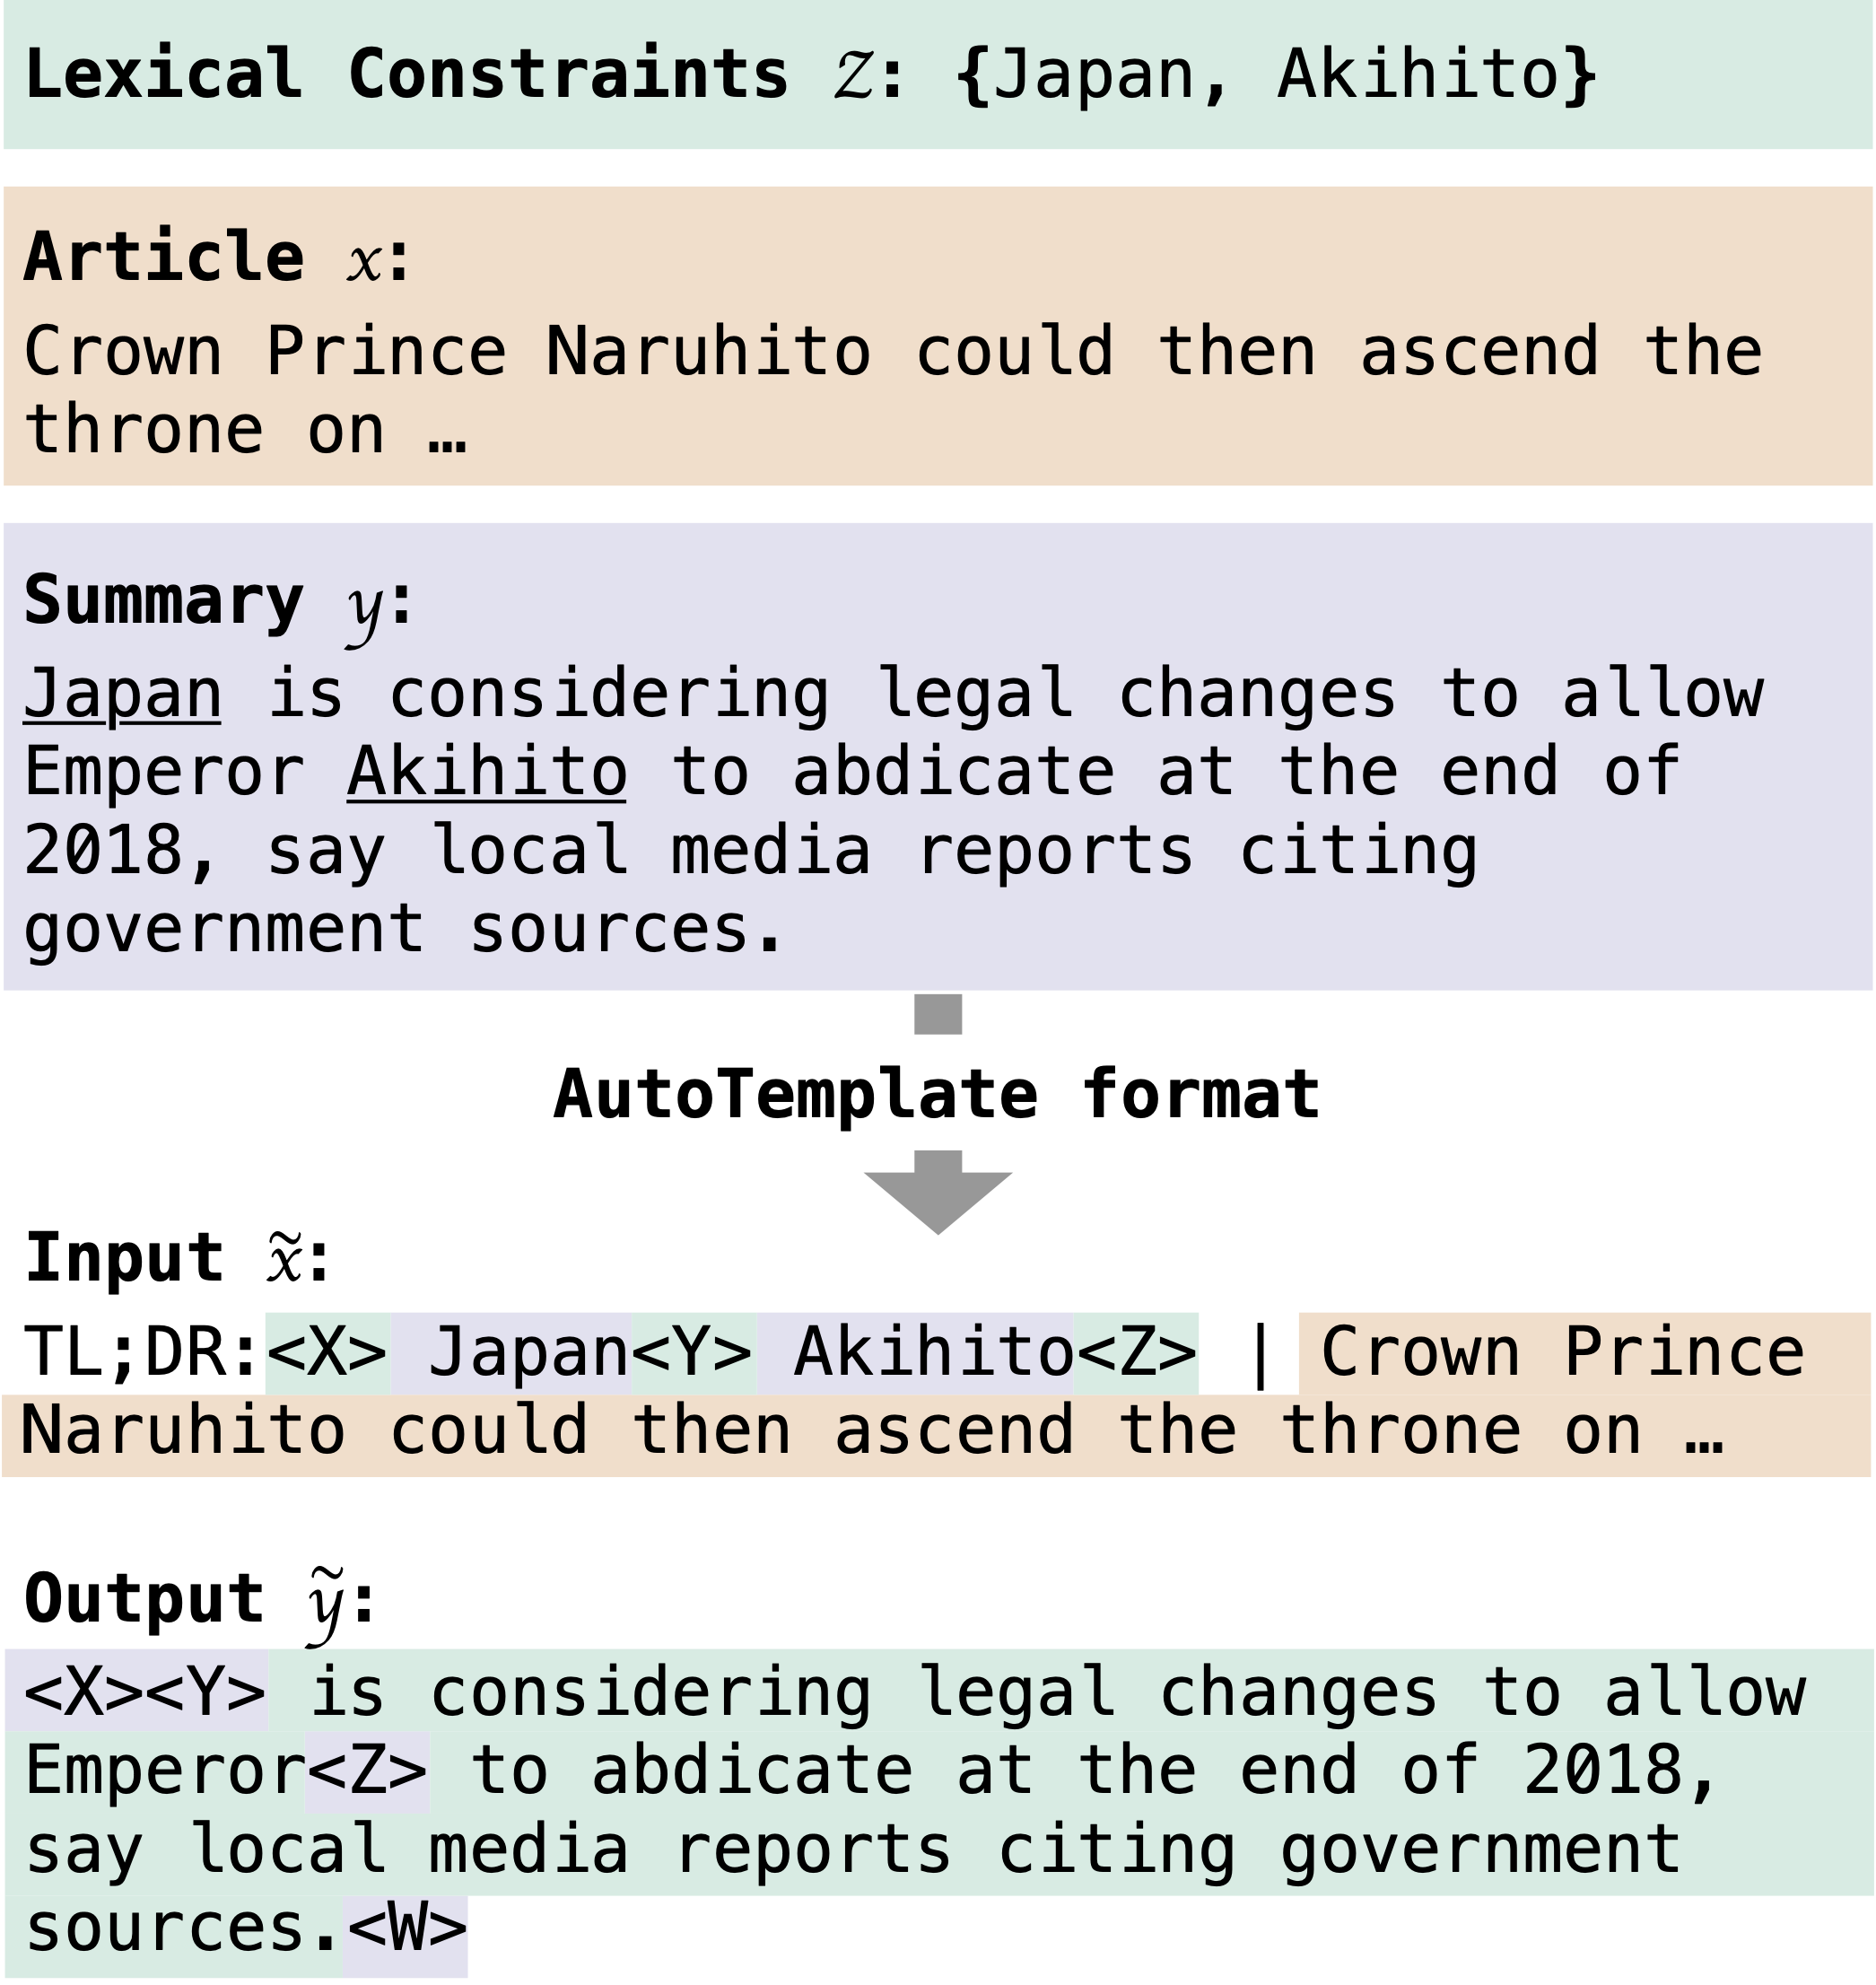 Lexical Constraints Z: {Japan, Akihito}
Article x:
Crown Prince Naruhito could then ascend the
throne on …
Summary y:
Japan is considering legal changes to allow
Emperor Akihito to abdicate at the end of
2018, say local media reports citing
government sources.
AutoTemplate format
Input x̃:
TL;DR:<X> Japan<Y> Akihito<Z> | Crown Prince
Naruhito could then ascend the throne on …
Output ỹ:
<X><Y> is considering legal changes to allow
Emperor<Z> to abdicate at the end of 2018,
say local media reports citing government
sources.<W>